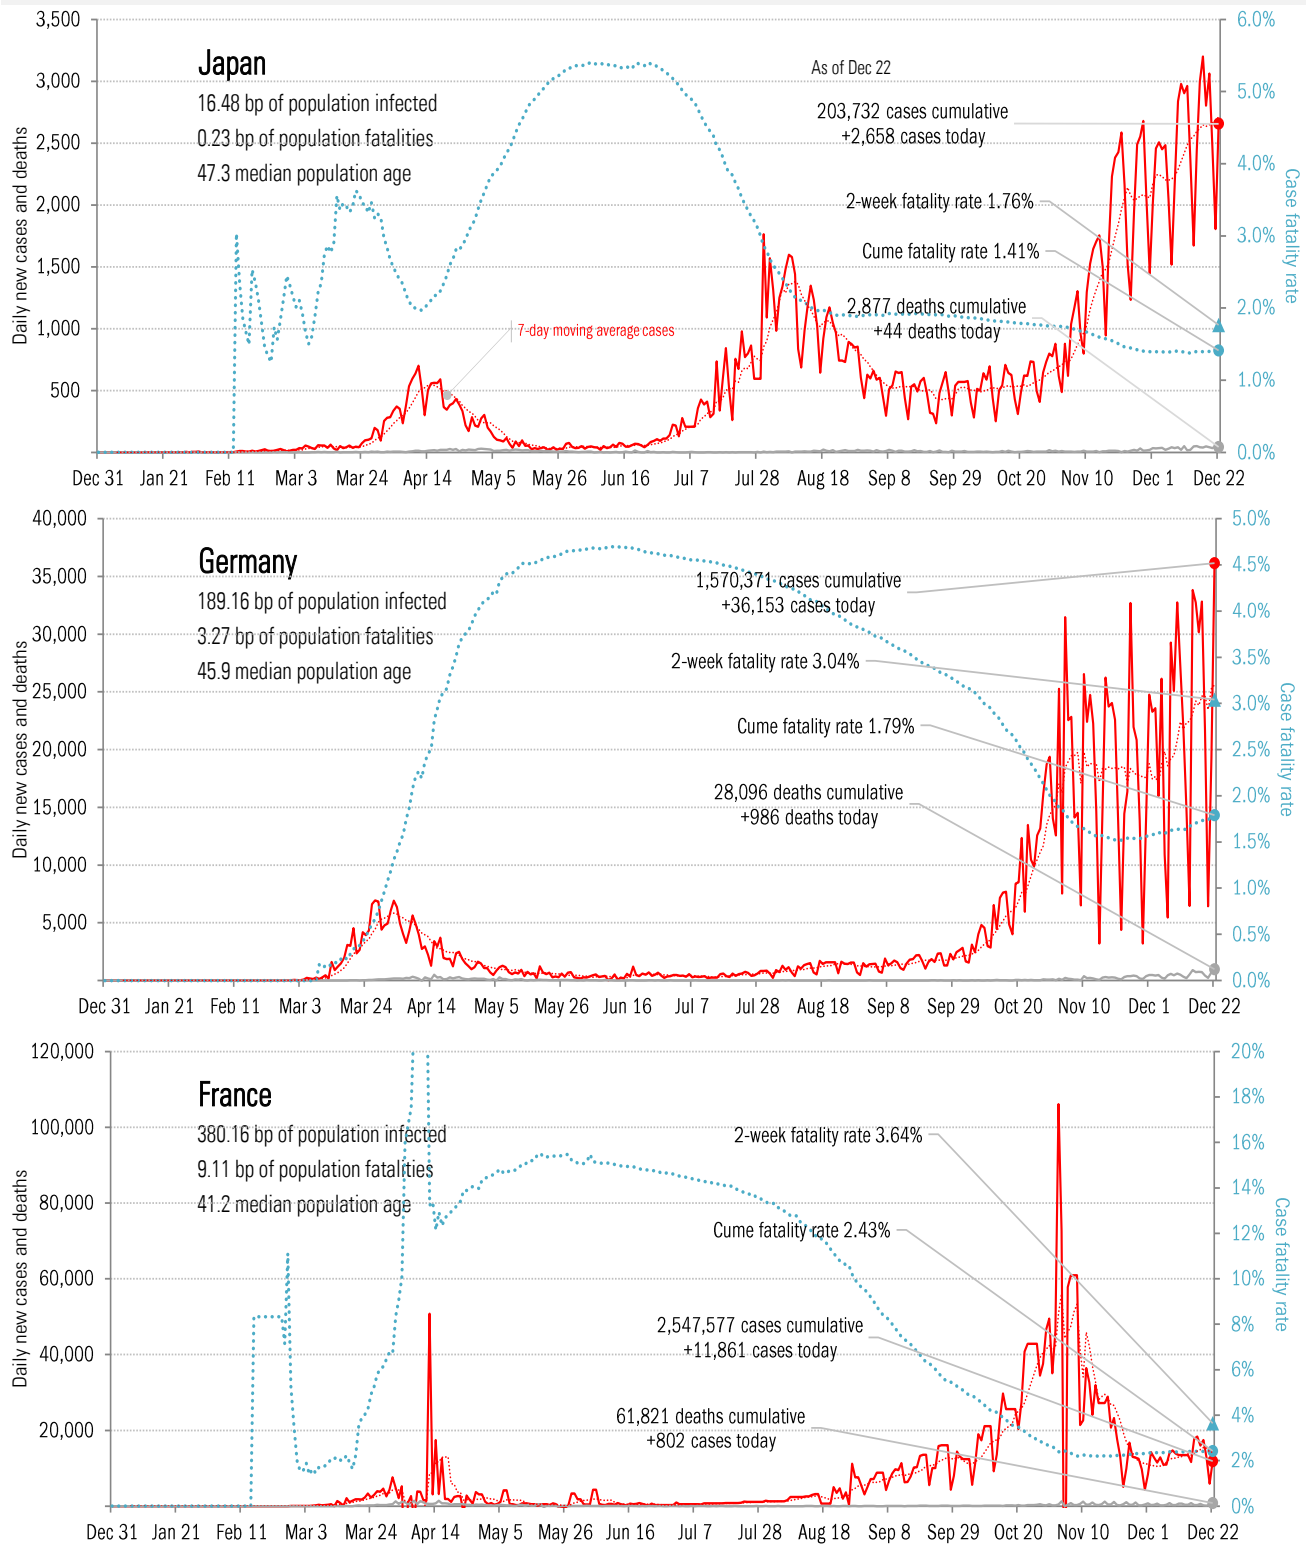 3,500
3,000
2,500
2,000
1,500
1,000
500
Daily new cases and deaths
Japan
16.48 bp of population infected
0.23 bp of population fatalities
47.3 median population age
As of Dec 22
203,732 cases cumulative
+2,658 cases today
2-week fatality rate 1.76%
Cume fatality rate 1.41%
2,877 deaths cumulative
+44 deaths today
7-day moving average cases
6.0%
5.0%
4.0%
3.0%
2.0%
1.0%
0.0%
Case fatality rate
Dec 31 Jan 21 Feb 11 Mar 3 Mar 24 Apr 14 May 5 May 26 Jun 16 Jul 7 Jul 28 Aug 18 Sep 8 Sep 29 Oct 20 Nov 10 Dec 1 Dec 22
40,000
35,000
30,000
25,000
20,000
15,000
10,000
5,000
Daily new cases and deaths
Germany
189.16 bp of population infected
3.27 bp of population fatalities
45.9 median population age
1,570,371 cases cumulative
+36,153 cases today
2-week fatality rate 3.04%
Cume fatality rate 1.79%
28,096 deaths cumulative
+986 deaths today
5.0%
4.5%
4.0%
3.5%
3.0%
2.5%
2.0%
1.5%
1.0%
0.5%
0.0%
Case fatality rate
Dec 31 Jan 21 Feb 11 Mar 3 Mar 24 Apr 14 May 5 May 26 Jun 16 Jul 7 Jul 28 Aug 18 Sep 8 Sep 29 Oct 20 Nov 10 Dec 1 Dec 22
120,000
100,000
80,000
60,000
40,000
20,000
Daily new cases and deaths
France
380.16 bp of population infected
9.11 bp of population fatalities
41.2 median population age
2-week fatality rate 3.64%
Cume fatality rate 2.43%
2,547,577 cases cumulative
+11,861 cases today
61,821 deaths cumulative
+802 cases today
20%
18%
16%
14%
12%
10%
8%
6%
4%
2%
0%
Case fatality rate
Dec 31 Jan 21 Feb 11 Mar 3 Mar 24 Apr 14 May 5 May 26 Jun 16 Jul 7 Jul 28 Aug 18 Sep 8 Sep 29 Oct 20 Nov 10 Dec 1 Dec 22